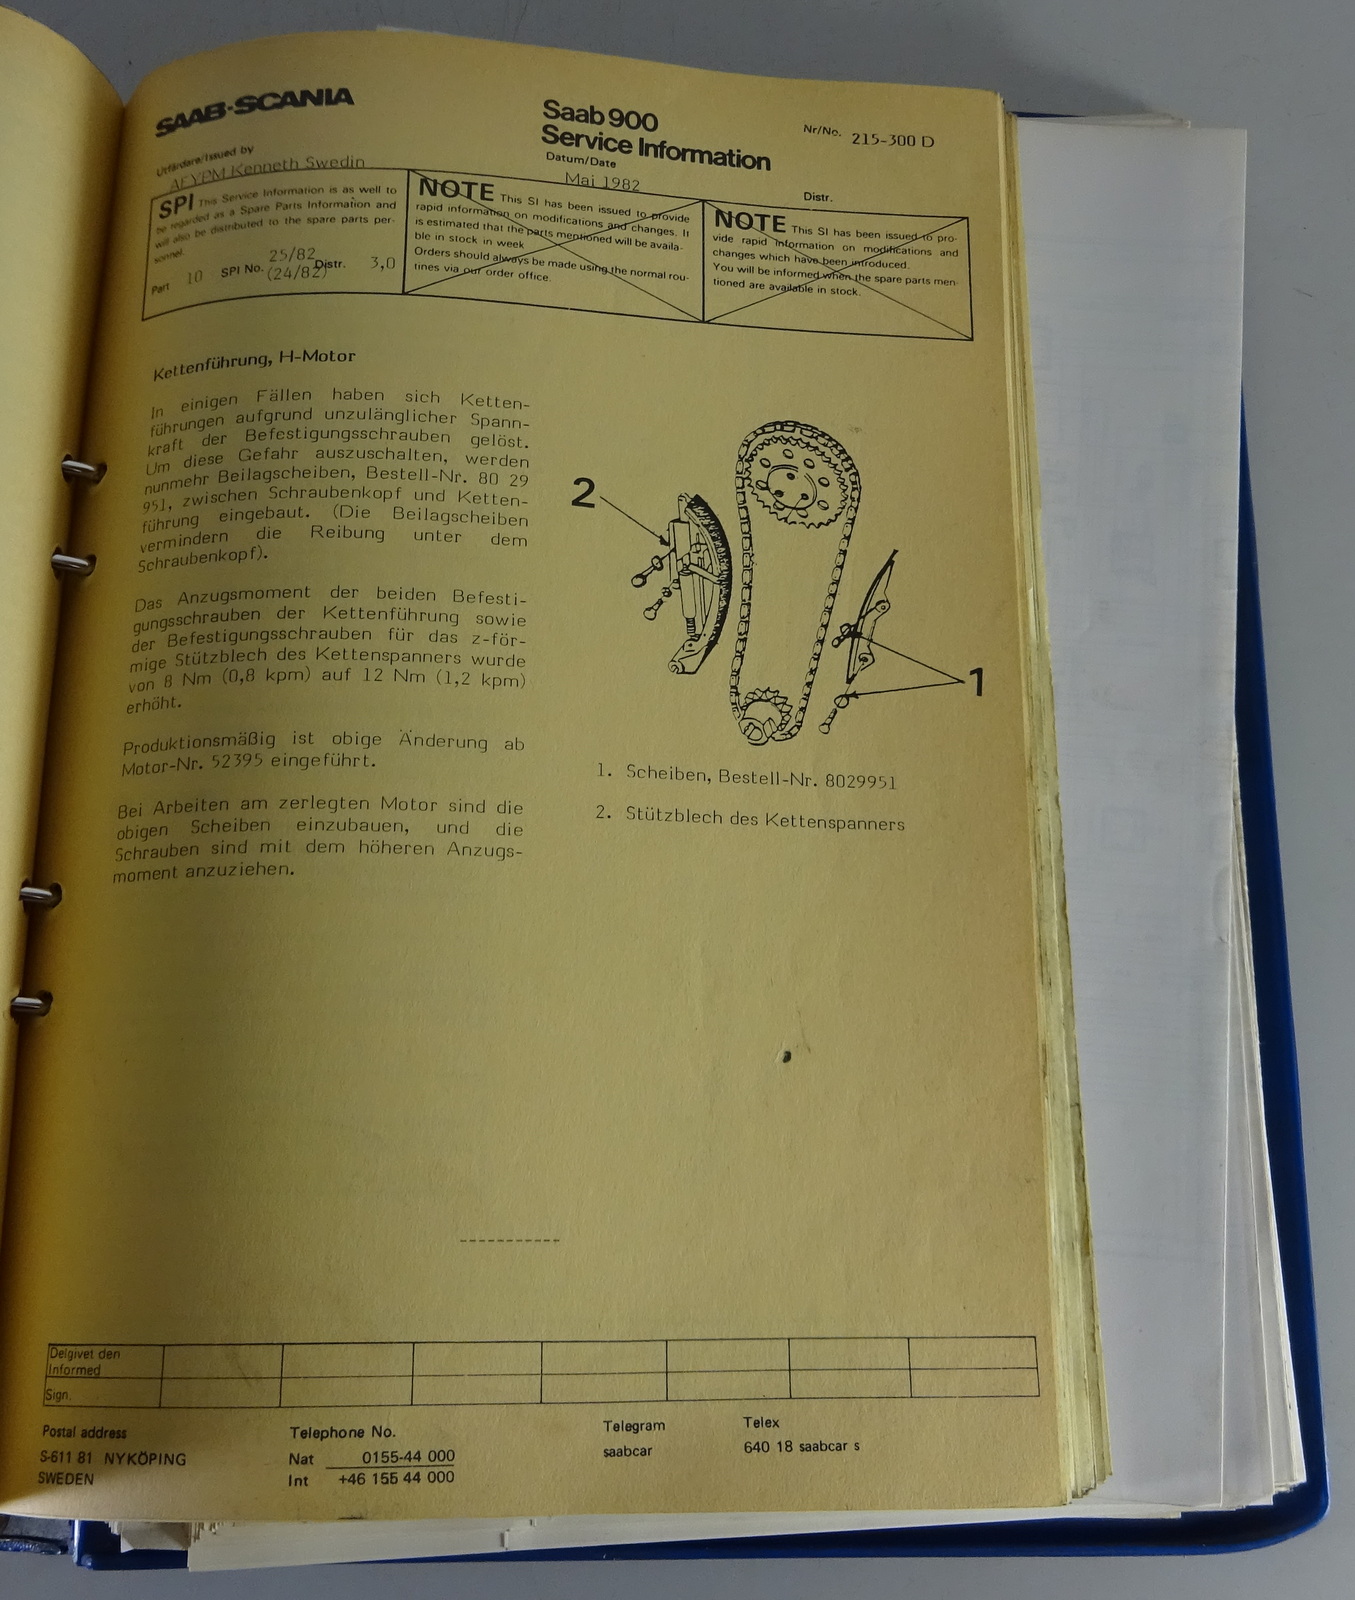 SAAB-SCANIA
Saab 900
Service Information
Nr/No. 215-300 D
Utfärdare/Issued by
Kenneth Swedin
Datum/Date
Mai 1982
Distr.
SPI This Service Information is as well to
be regarded as a Spare Parts Information and
will also be distributed to the spare parts per-
sonnel.
25/82
Part 10 SPI No. (24/82) Distr. 3,0
NOTE This SI has been issued to provide
rapid information on modifications and changes. It
is estimated that the parts mentioned will be availa-
ble in stock in week
Orders should always be made using the normal rou-
tines via our order office.
NOTE This SI has been issued to pro-
vide rapid information on modifications and
changes which have been introduced.
You will be informed when the spare parts men-
tioned are available in stock.
Kettenführung, H-Motor
In einigen Fällen haben sich Ketten-
führungen aufgrund unzulänglicher Spann-
kraft der Befestigungsschrauben gelöst.
Um diese Gefahr auszuschalten, werden
nunmehr Beilagscheiben, Bestell-Nr. 80 29
951, zwischen Schraubenkopf und Ketten-
führung eingebaut. (Die Beilagscheiben
vermindern die Reibung unter dem
Schraubenkopf).
Das Anzugsmoment der beiden Befesti-
gungsschrauben der Kettenführung sowie
der Befestigungsschrauben für das z-för-
mige Stützblech des Kettenspanners wurde
von 8 Nm (0,8 kpm) auf 12 Nm (1,2 kpm)
erhöht.
Produktionsmäßig ist obige Änderung ab
Motor-Nr. 52395 eingeführt.
Bei Arbeiten am zerlegten Motor sind die
obigen Scheiben einzubauen, und die
Schrauben sind mit dem höheren Anzugs-
moment anzuziehen.
2
1
1. Scheiben, Bestell-Nr. 8029951
2. Stützblech des Kettenspanners
----------
Delgivet den
Informed
Sign.
Postal address
S-611 81 NYKÖPING
SWEDEN
Telephone No.
Nat 0155-44 000
Int +46 155 44 000
Telegram
saabcar
Telex
640 18 saabcar s